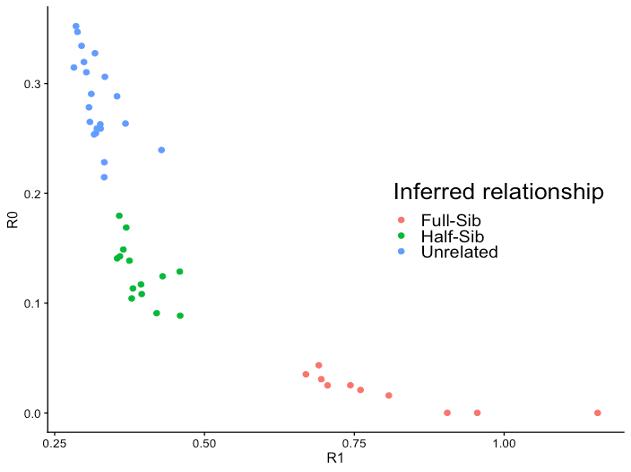 0.3
0.2
0.1
0.0
R0
Inferred relationship
Full-Sib
Half-Sib
Unrelated
0.25
0.50
0.75
1.00
R1